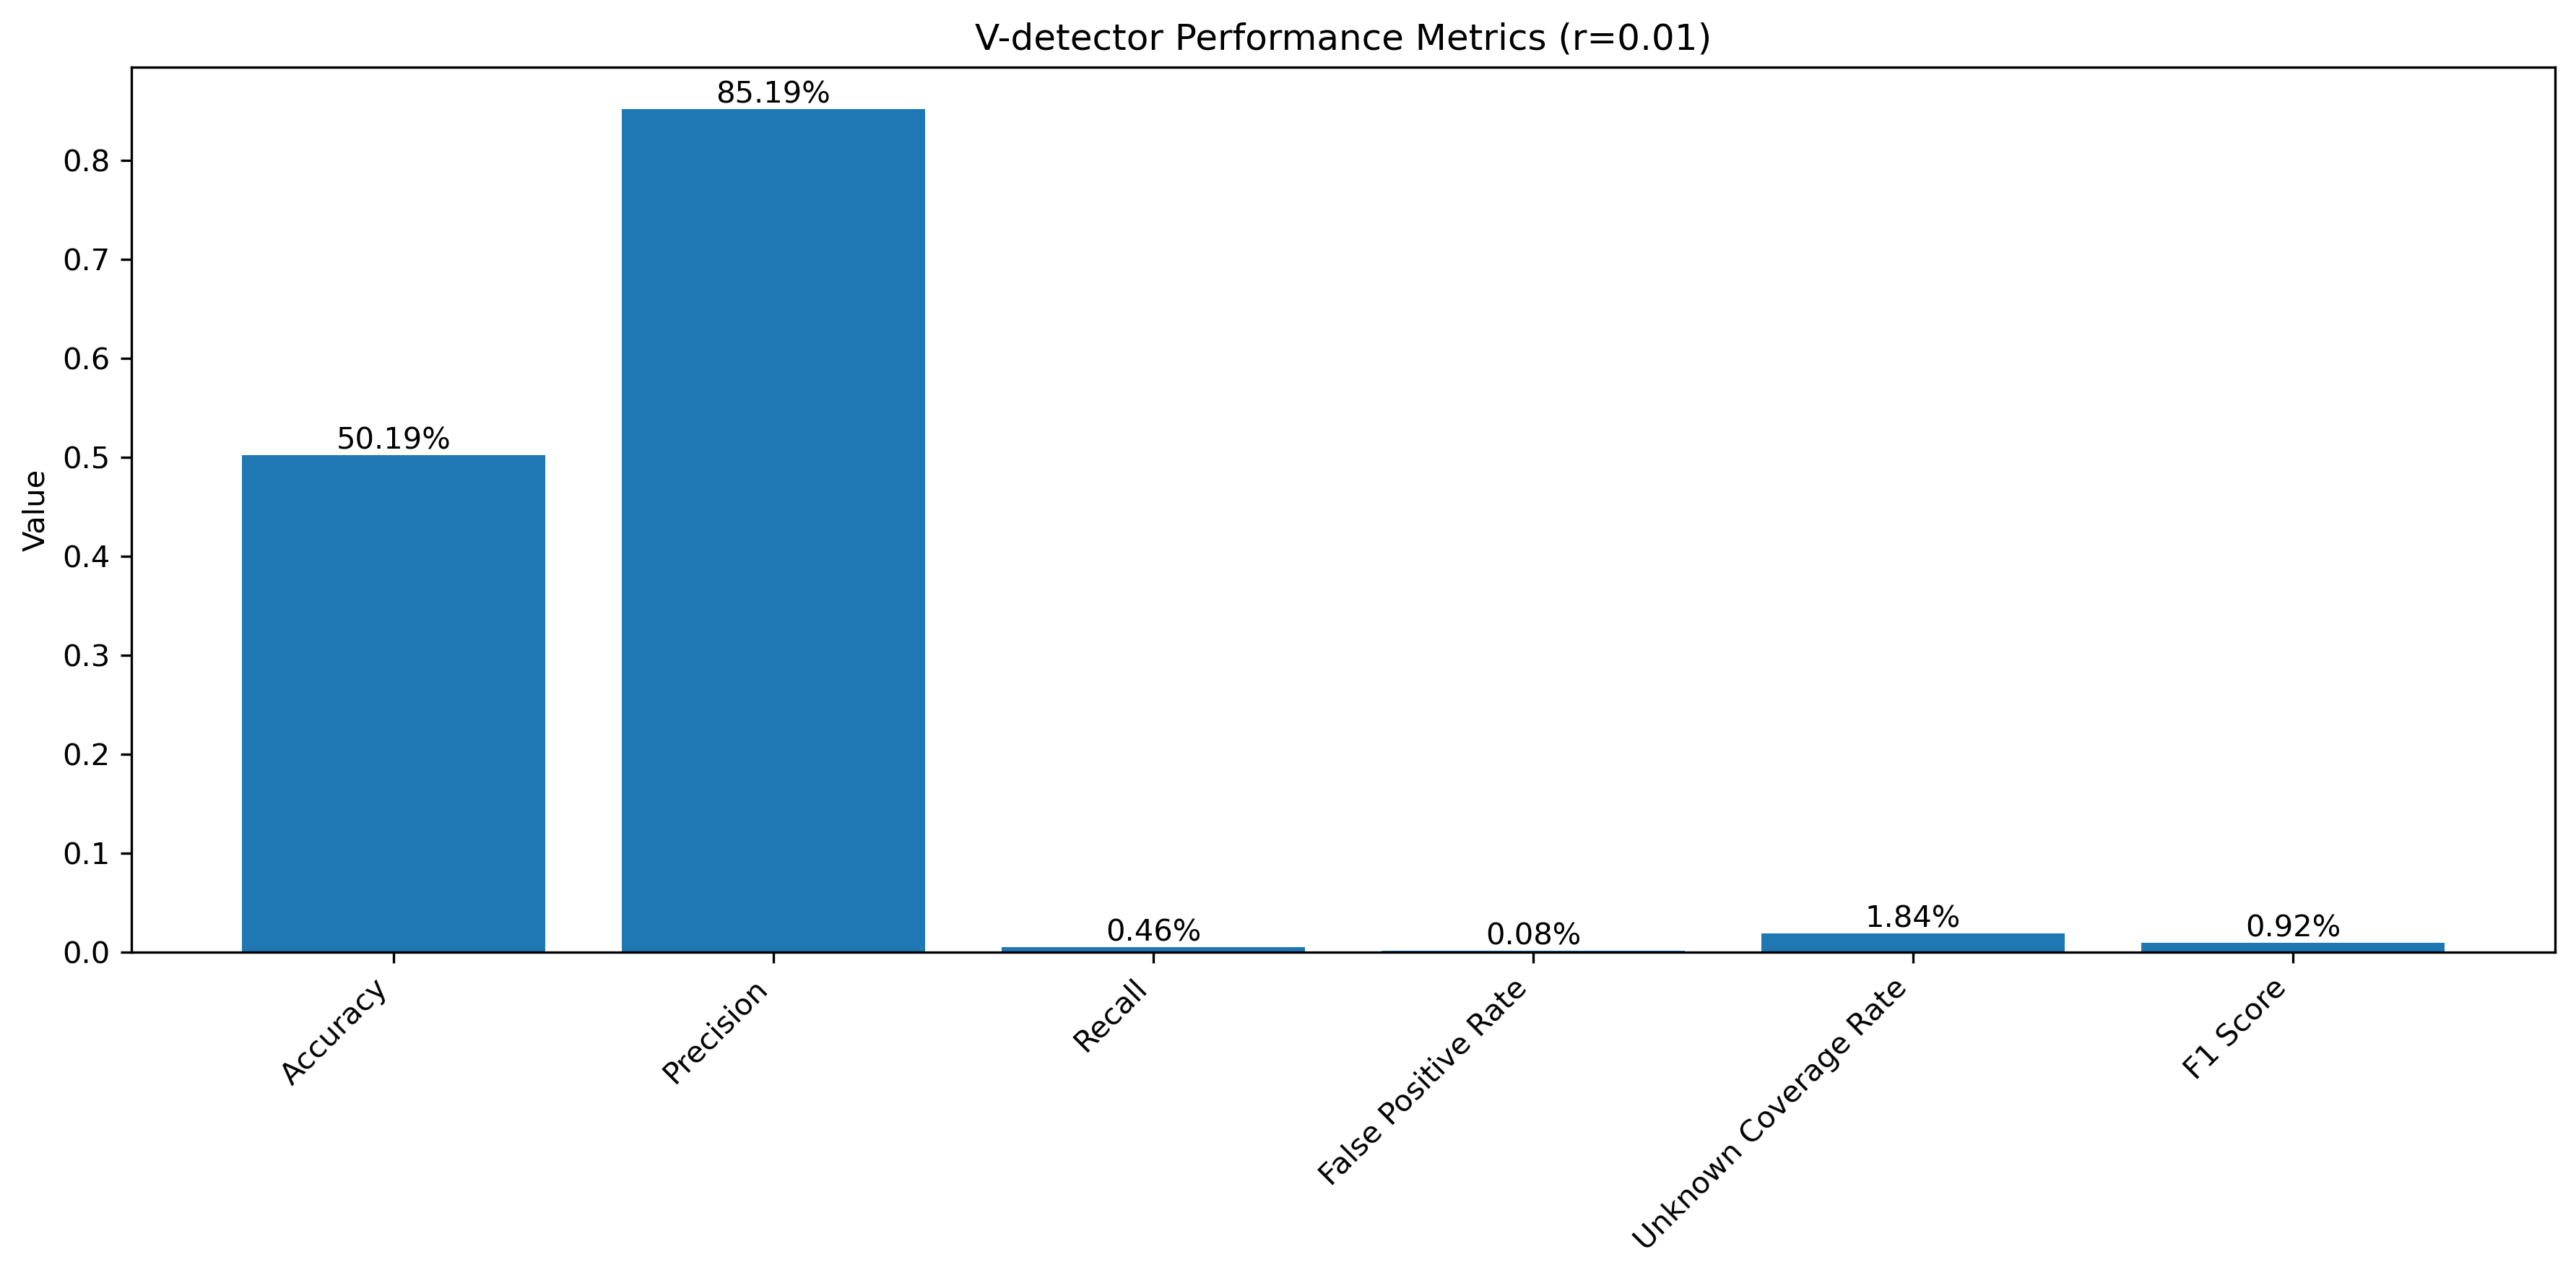 V-detector Performance Metrics (r=0.01)
85.19%
0.8
0.7
0.6
50.19%
0.5
Value
0.4
0.3
0.2
0.1
0.46%
0.08%
1.84%
0.92%
0.0
Accuracy
Precision
Recall
False Positive Rate
Unknown Coverage Rate
F1 Score